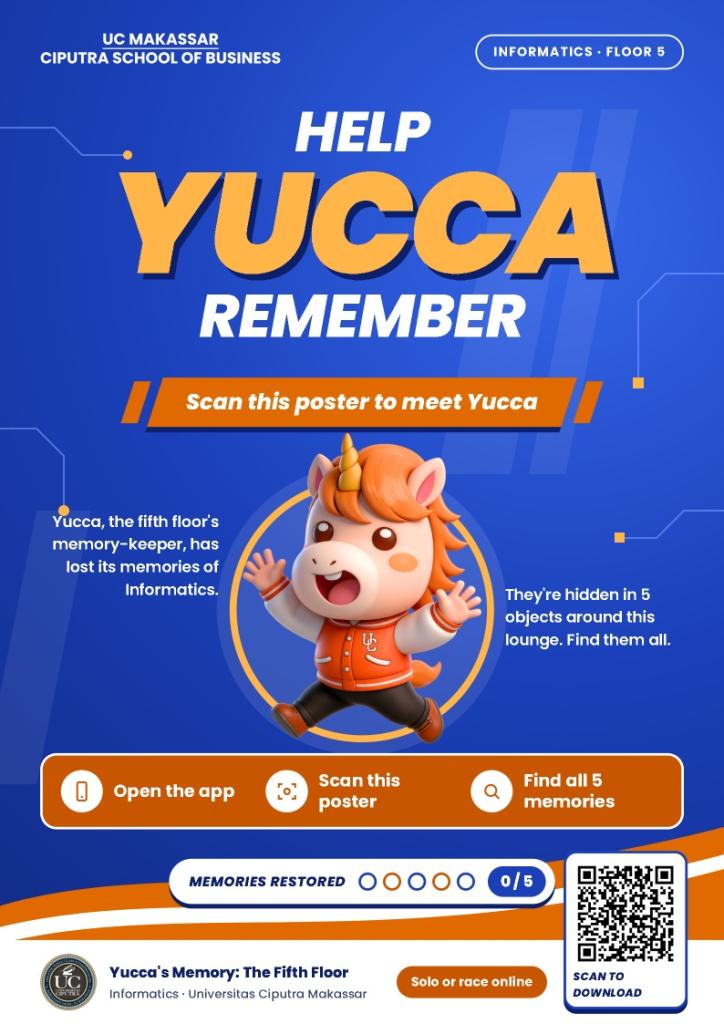 UC MAKASSAR
CIPUTRA SCHOOL OF BUSINESS
INFORMATICS · FLOOR 5
HELP
YUCCA
REMEMBER
Scan this poster to meet Yucca
Yucca, the fifth floor's
memory-keeper, has
lost its memories of
Informatics.
They're hidden in 5
objects around this
lounge. Find them all.
UC
Open the app
Scan this
poster
Find all 5
memories
MEMORIES RESTORED
0/5
SCAN TO
DOWNLOAD
UC
Yucca's Memory: The Fifth Floor
Informatics · Universitas Ciputra Makassar
Solo or race online